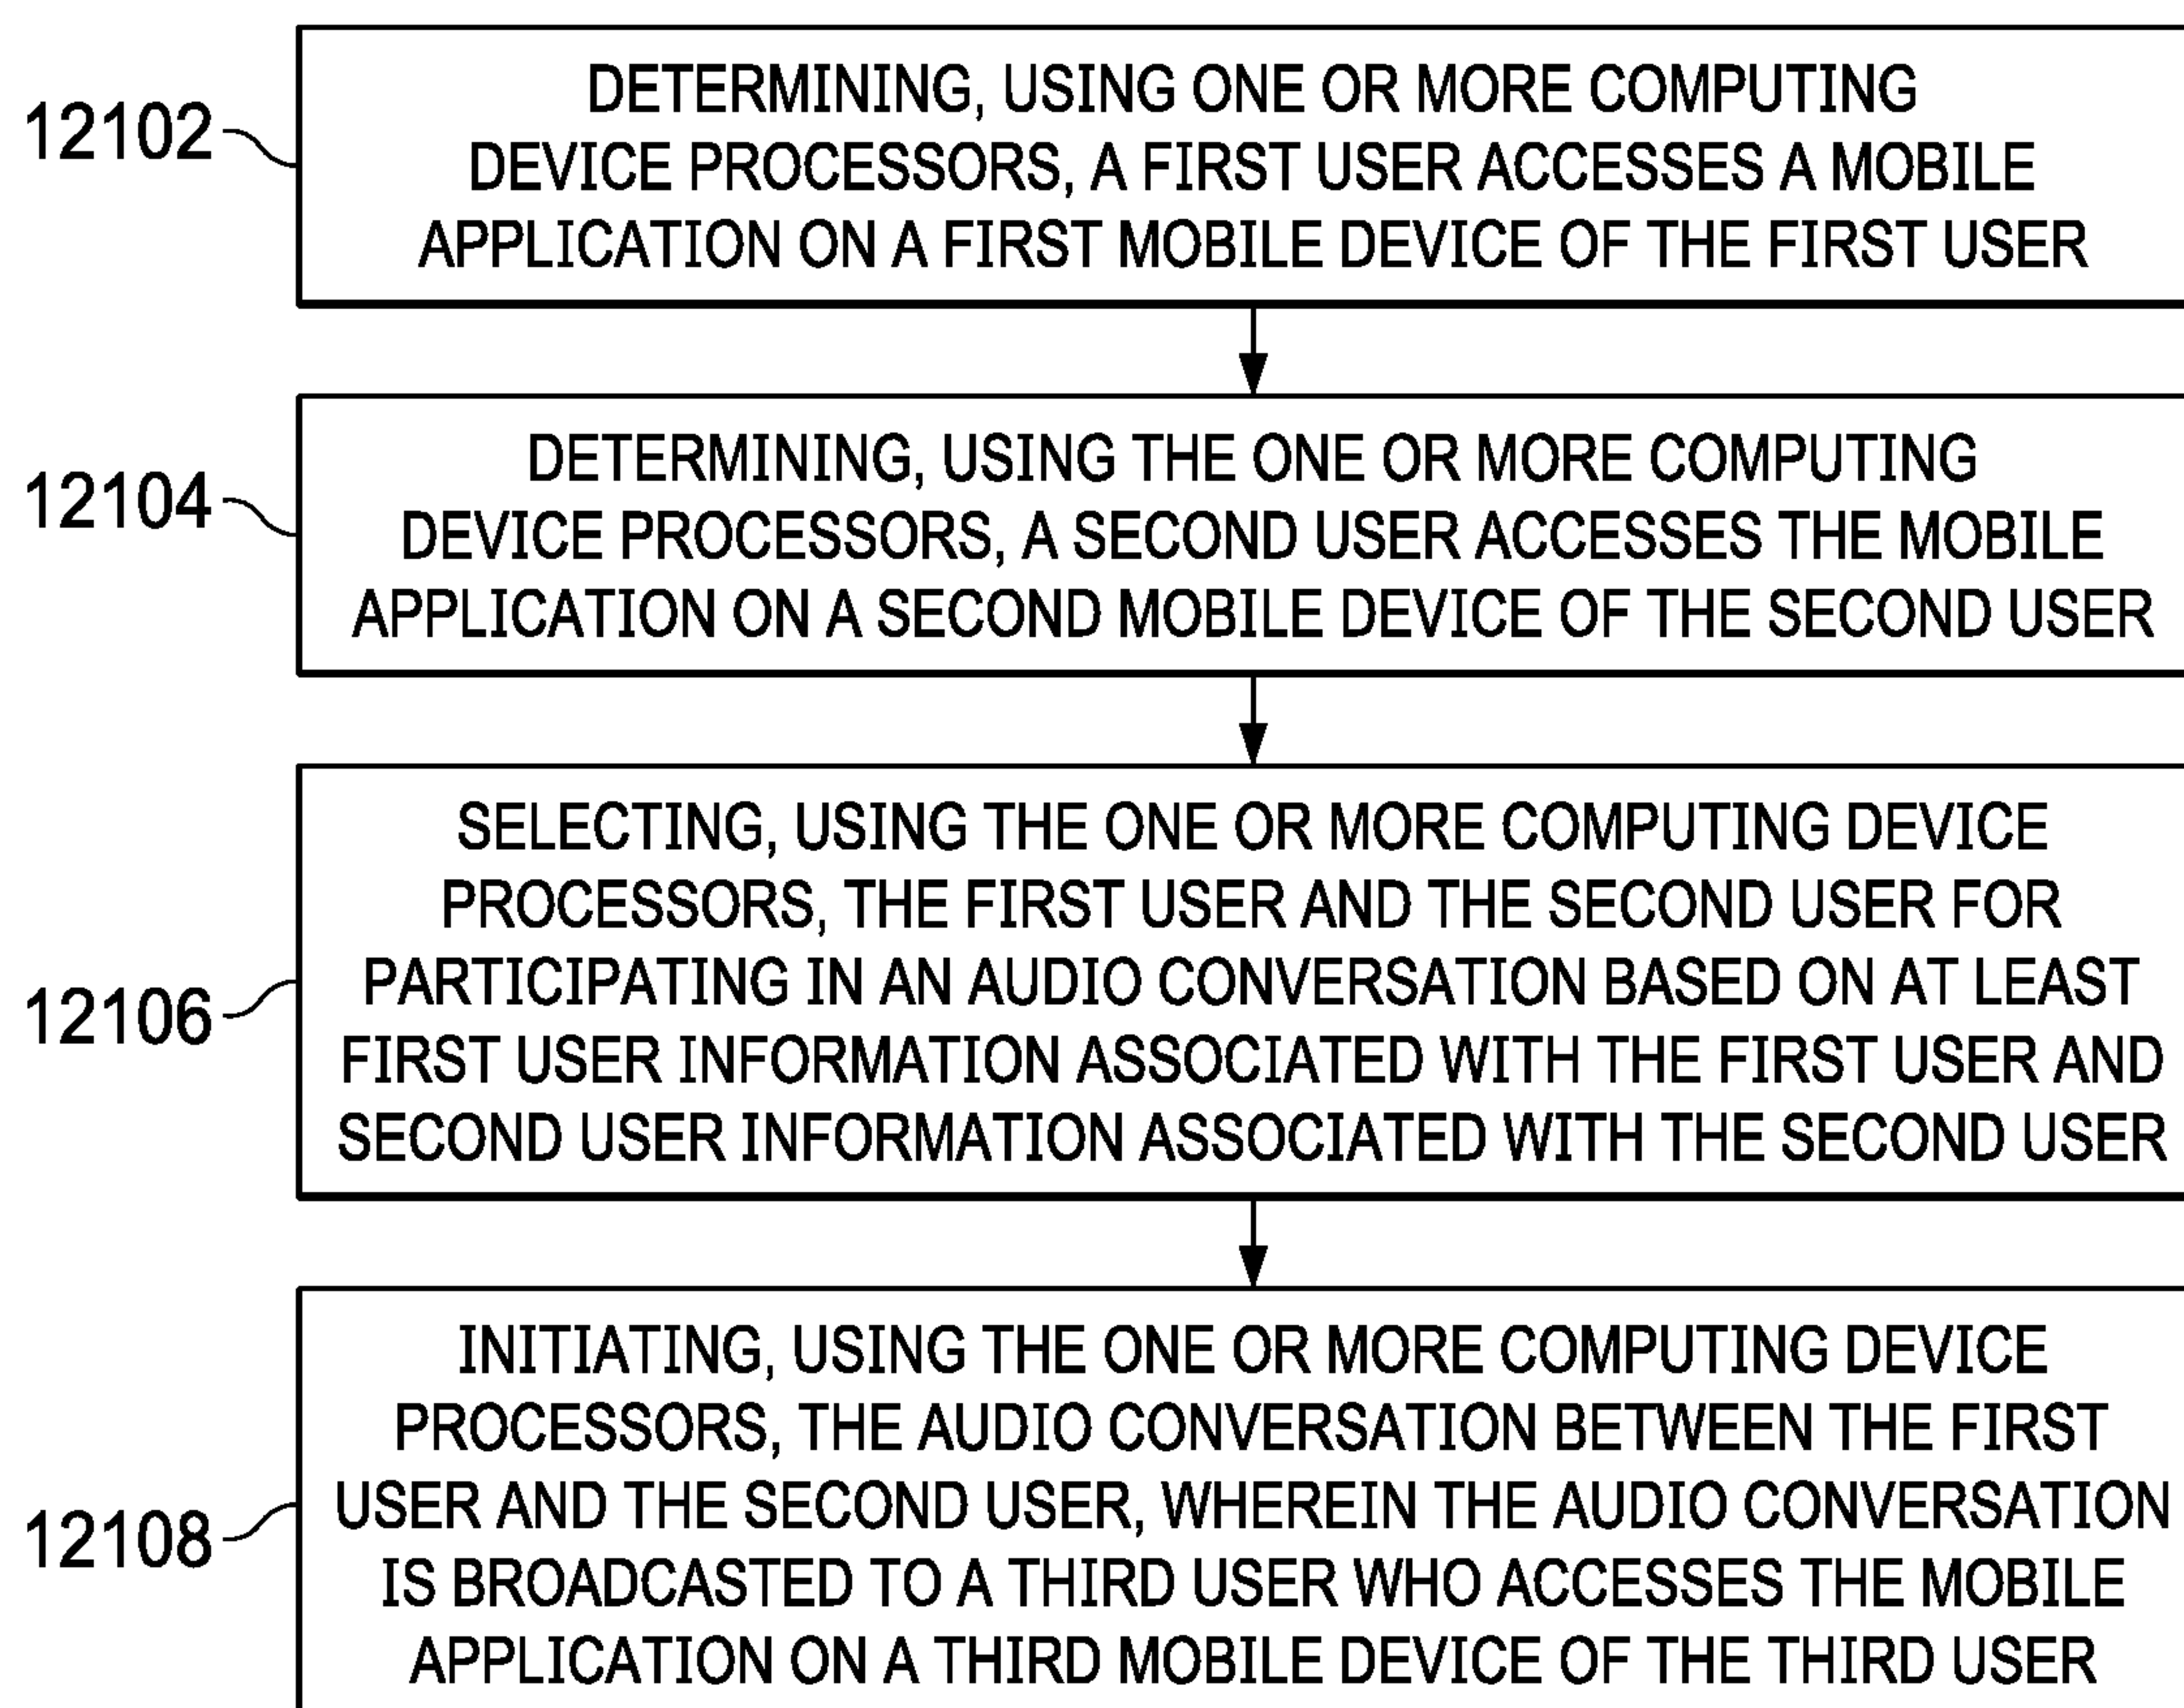 12102
DETERMINING, USING ONE OR MORE COMPUTING
DEVICE PROCESSORS, A FIRST USER ACCESSES A MOBILE
APPLICATION ON A FIRST MOBILE DEVICE OF THE FIRST USER
12104
DETERMINING, USING THE ONE OR MORE COMPUTING
DEVICE PROCESSORS, A SECOND USER ACCESSES THE MOBILE
APPLICATION ON A SECOND MOBILE DEVICE OF THE SECOND USER
12106
SELECTING, USING THE ONE OR MORE COMPUTING DEVICE
PROCESSORS, THE FIRST USER AND THE SECOND USER FOR
PARTICIPATING IN AN AUDIO CONVERSATION BASED ON AT LEAST
FIRST USER INFORMATION ASSOCIATED WITH THE FIRST USER AND
SECOND USER INFORMATION ASSOCIATED WITH THE SECOND USER
12108
INITIATING, USING THE ONE OR MORE COMPUTING DEVICE
PROCESSORS, THE AUDIO CONVERSATION BETWEEN THE FIRST
USER AND THE SECOND USER, WHEREIN THE AUDIO CONVERSATION
IS BROADCASTED TO A THIRD USER WHO ACCESSES THE MOBILE
APPLICATION ON A THIRD MOBILE DEVICE OF THE THIRD USER